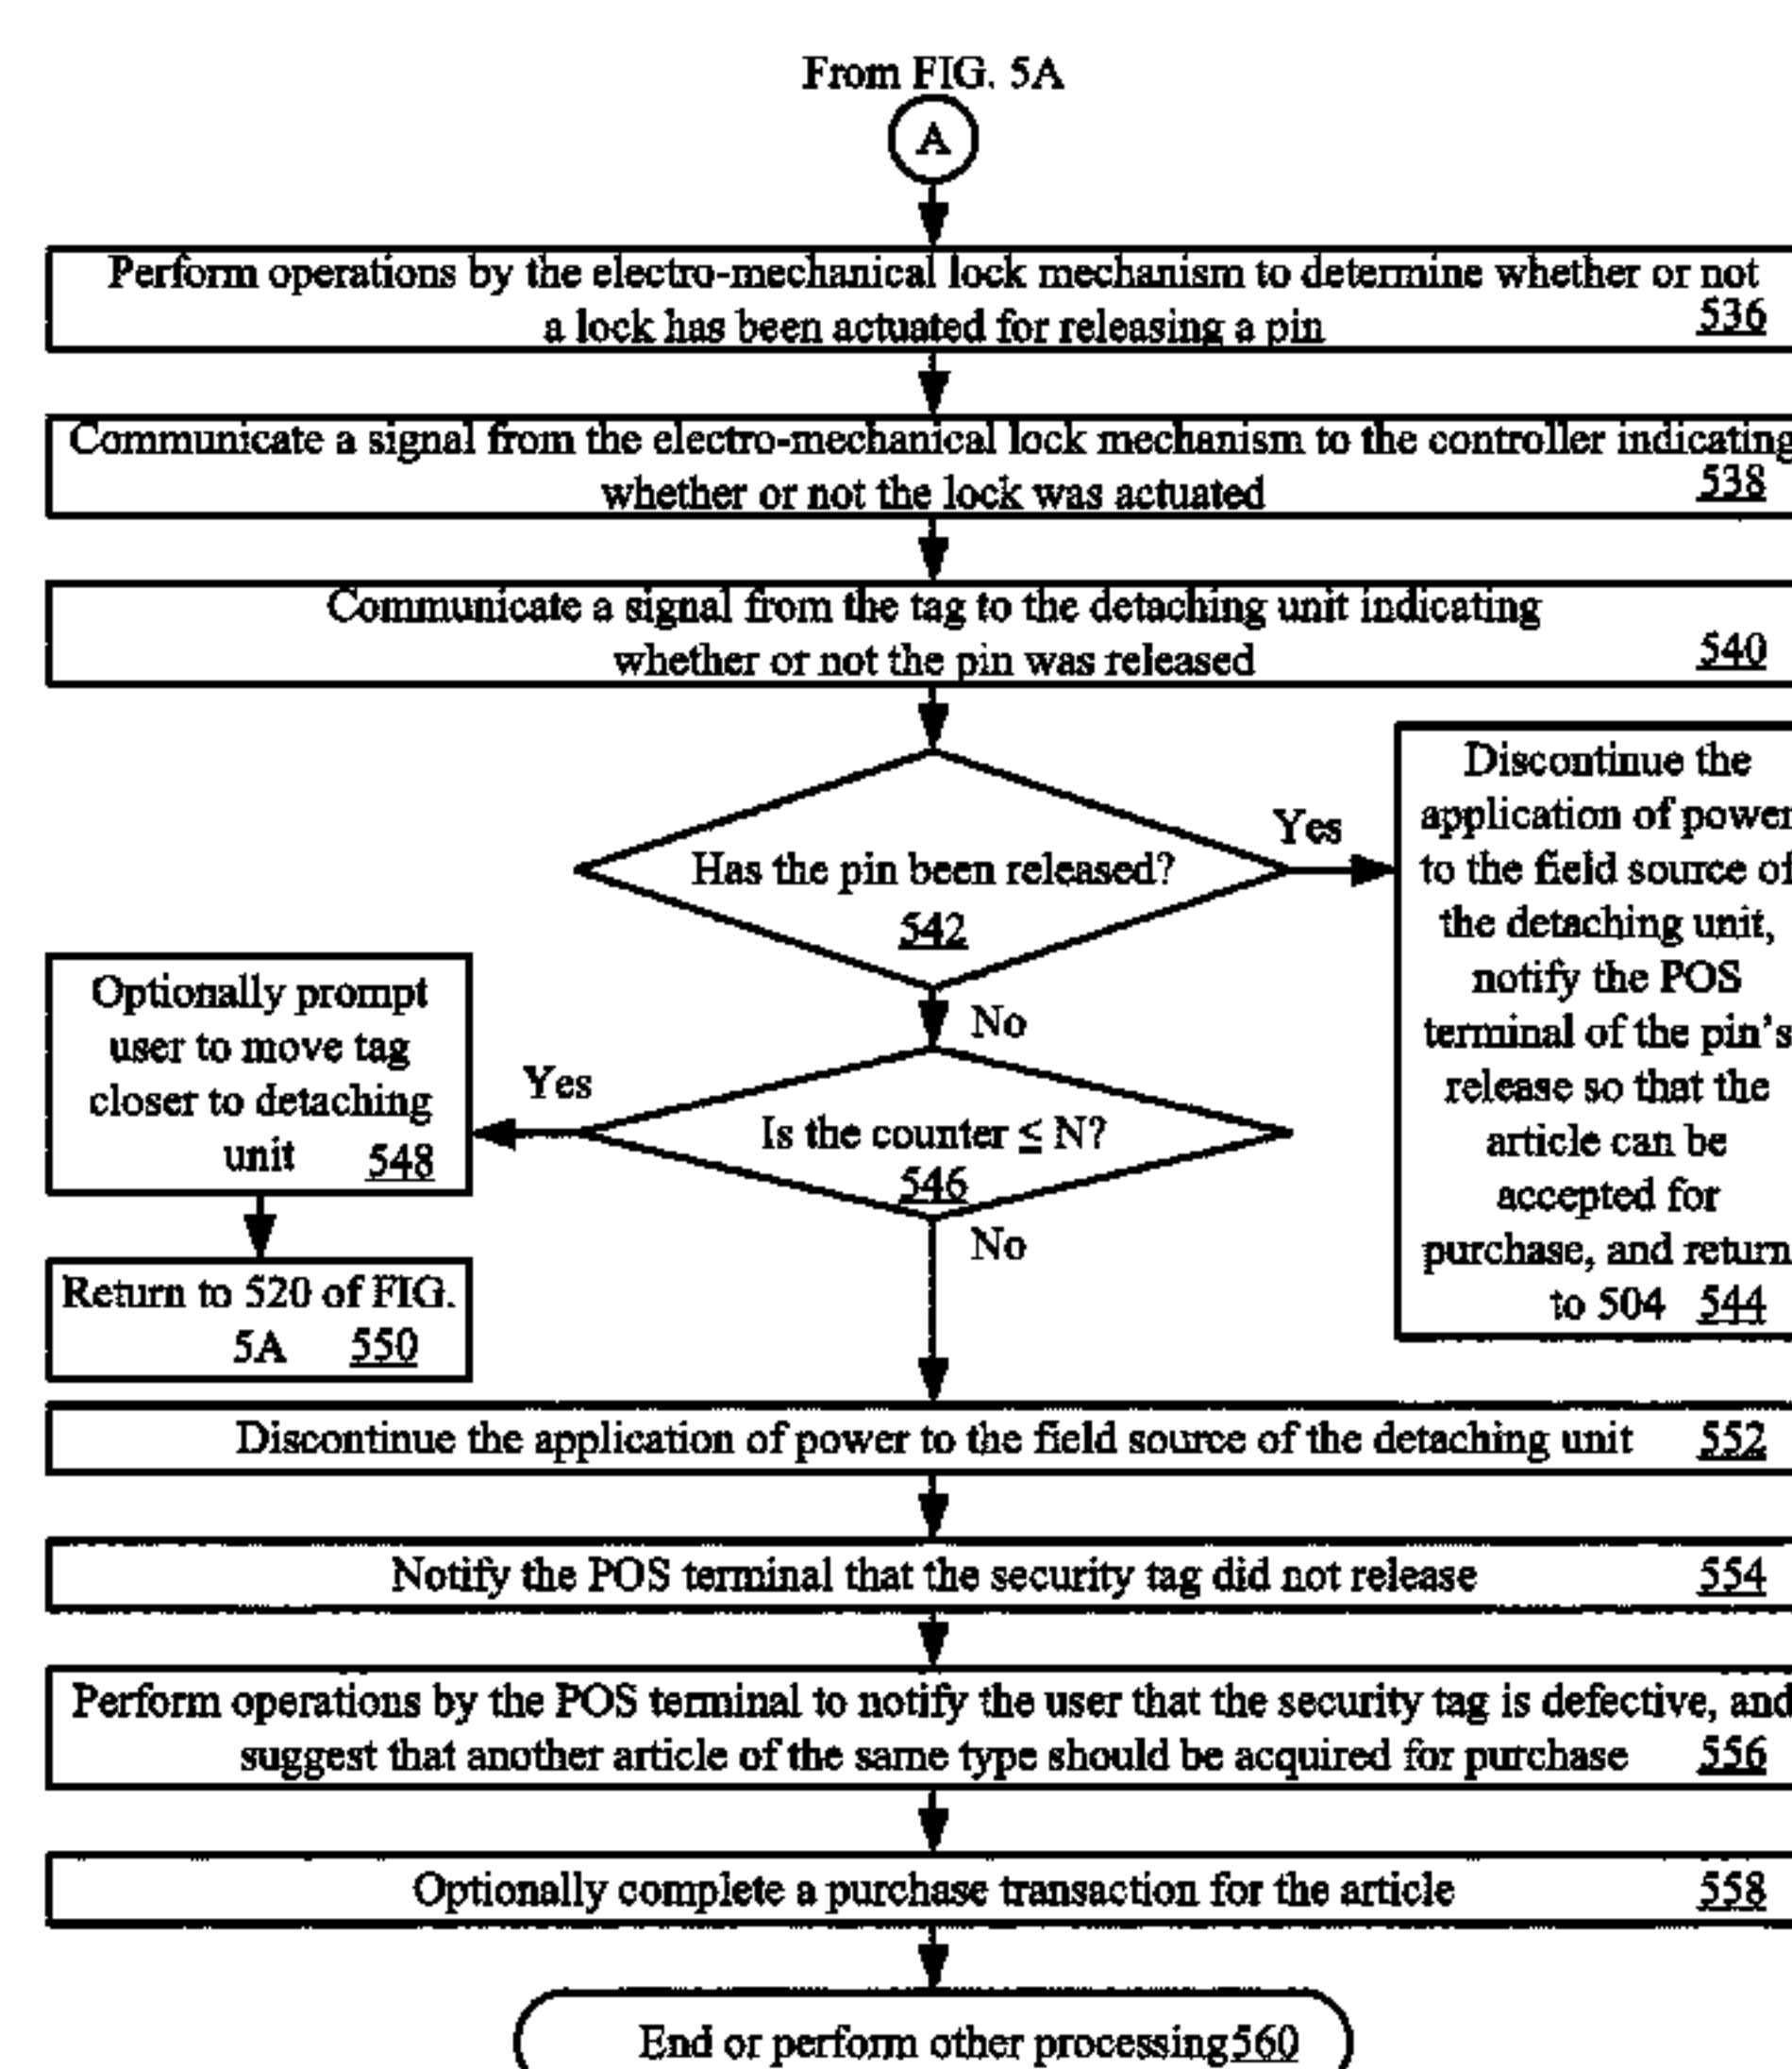 From FIG. 5A
A
Perform operations by the electro-mechanical lock mechanism to determine whether or not
a lock has been actuated for releasing a pin 536
Communicate a signal from the electro-mechanical lock mechanism to the controller indicating
whether or not the lock was actuated 538
Communicate a signal from the tag to the detaching unit indicating
whether or not the pin was released 540
Has the pin been released?
542
Yes
Discontinue the
application of power
to the field source of
the detaching unit,
notify the POS
terminal of the pin's
release so that the
article can be
accepted for
purchase, and return
to 504 544
No
Is the counter ≤ N?
546
Yes
Optionally prompt
user to move tag
closer to detaching
unit 548
Return to 520 of FIG.
5A 550
No
Discontinue the application of power to the field source of the detaching unit 552
Notify the POS terminal that the security tag did not release 554
Perform operations by the POS terminal to notify the user that the security tag is defective, and
suggest that another article of the same type should be acquired for purchase 556
Optionally complete a purchase transaction for the article 558
End or perform other processing 560